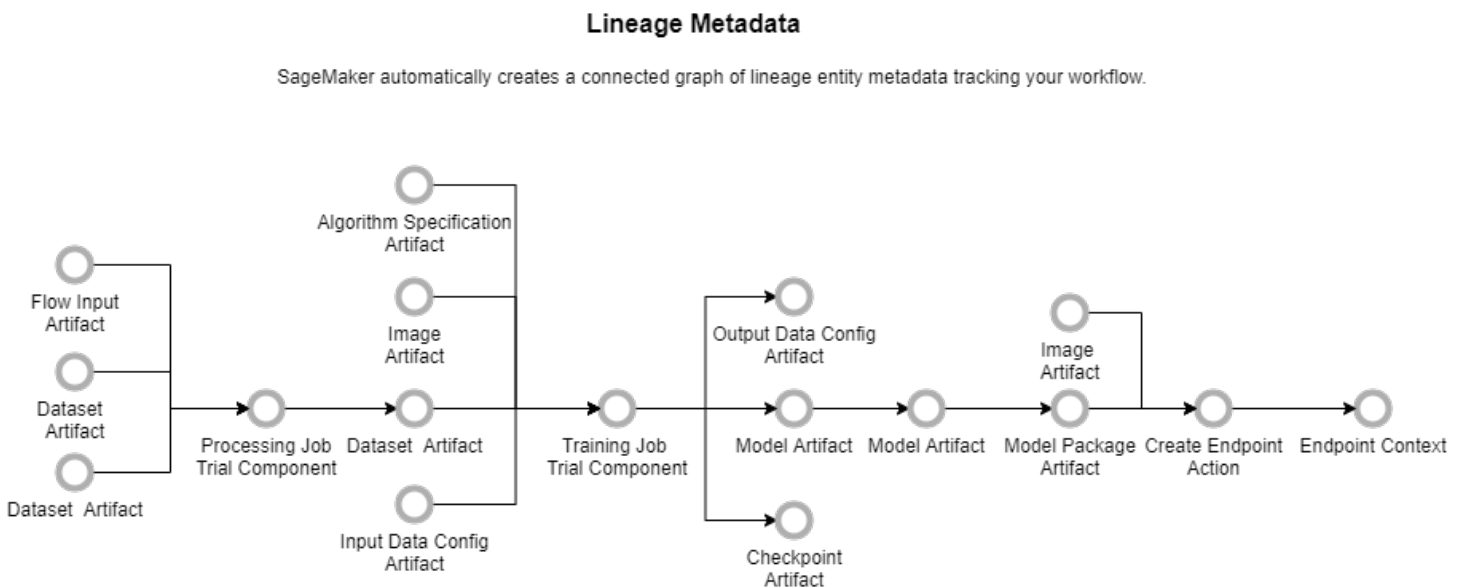 Lineage Metadata
SageMaker automatically creates a connected graph of lineage entity metadata tracking your workflow.
Algorithm Specification
Artifact
Flow Input
Artifact
Image
Artifact
Output Data Config
Artifact
Image
Artifact
Dataset
Artifact
Processing Job
Trial Component
Dataset Artifact
Training Job
Trial Component
Model Artifact
Model Artifact
Model Package
Artifact
Create Endpoint
Action
Endpoint Context
Dataset Artifact
Input Data Config
Artifact
Checkpoint
Artifact